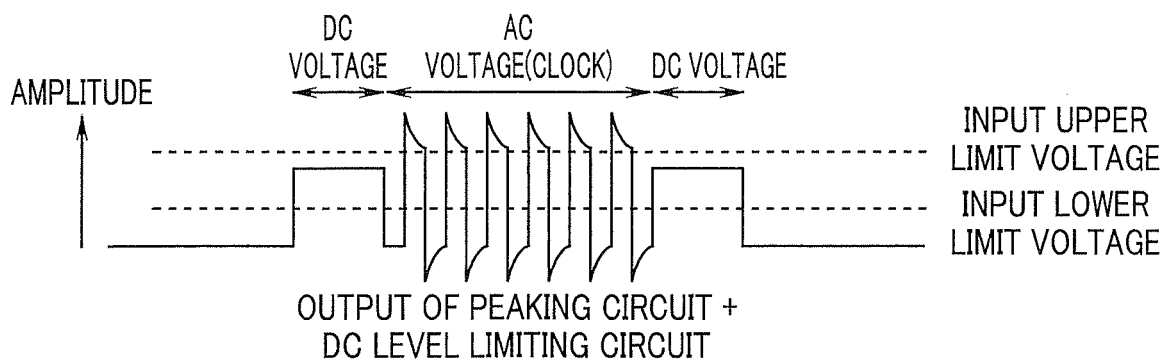 DC
VOLTAGE
AC
VOLTAGE(CLOCK)
DC VOLTAGE
AMPLITUDE
INPUT UPPER
LIMIT VOLTAGE
INPUT LOWER
LIMIT VOLTAGE
OUTPUT OF PEAKING CIRCUIT +
DC LEVEL LIMITING CIRCUIT